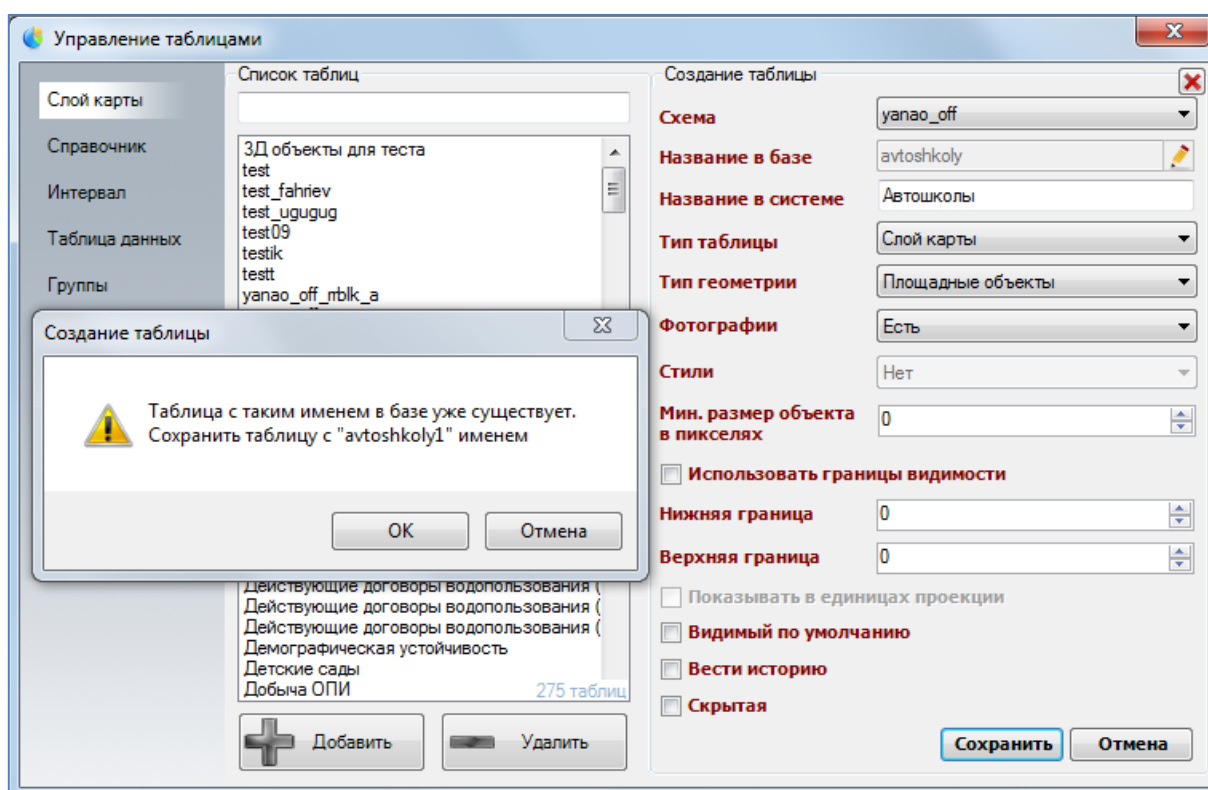 Управление таблицами
Слой карты
Справочник
Интервал
Таблица данных
Группы
Список таблиц
3Д объекты для теста
test
test_fahriev
test_ugugug
test09
testik
testt
yanao_off_rrblk_a
Действующие договоры водопользования (
Действующие договоры водопользования (
Действующие договоры водопользования (
Демографическая устойчивость
Детские сады
Добыча ОПИ
275 таблиц
Добавить
Удалить
Создание таблицы
Таблица с таким именем в базе уже существует.
Сохранить таблицу с "avtoshkoly1" именем
OK
Отмена
Создание таблицы
Схема
yanao_off
Название в базе
avtoshkoly
Название в системе
Автошколы
Тип таблицы
Слой карты
Тип геометрии
Площадные объекты
Фотографии
Есть
Стили
Нет
Мин. размер объекта
в пикселях
0
Использовать границы видимости
Нижняя граница
0
Верхняя граница
0
Показывать в единицах проекции
Видимый по умолчанию
Вести историю
Скрытая
Сохранить
Отмена